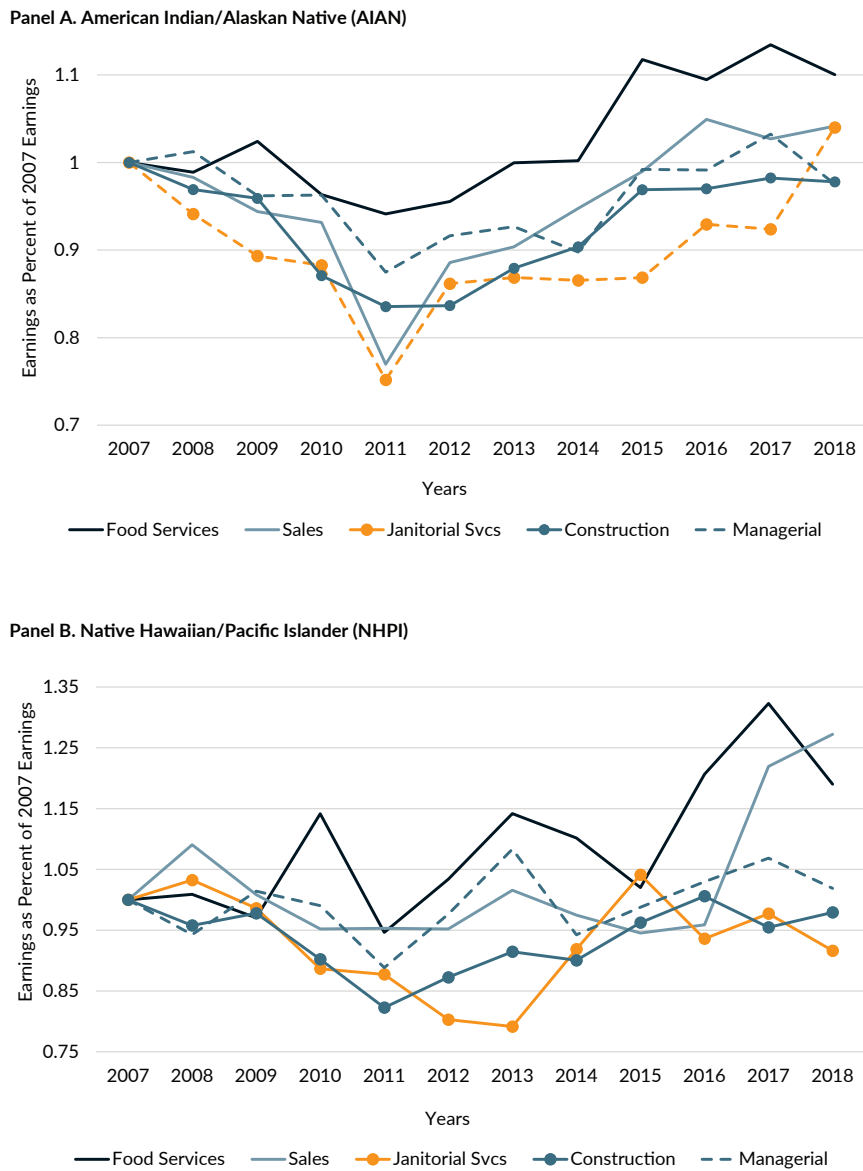 Panel A. American Indian/Alaskan Native (AIAN)
Earnings as Percent of 2007 Earnings
1.1
1
0.9
0.8
0.7
2007 2008 2009 2010 2011 2012 2013 2014 2015 2016 2017 2018
Years
Food Services Sales Janitorial Svcs Construction Managerial
Panel B. Native Hawaiian/Pacific Islander (NHPI)
Earnings as Percent of 2007 Earnings
1.35
1.25
1.15
1.05
0.95
0.85
0.75
2007 2008 2009 2010 2011 2012 2013 2014 2015 2016 2017 2018
Years
Food Services Sales Janitorial Svcs Construction Managerial